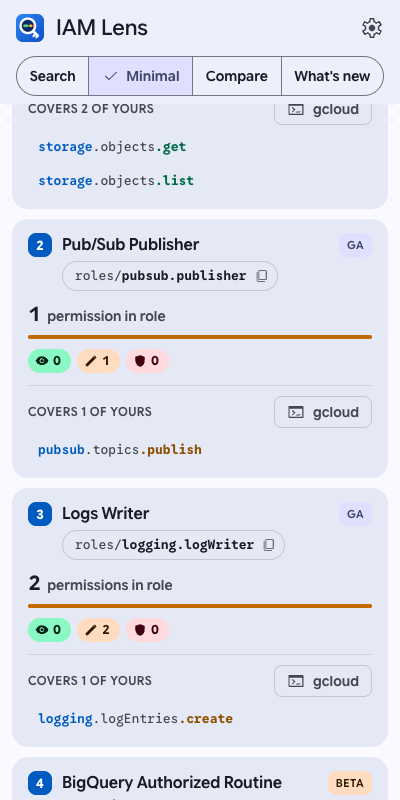 IAM Lens
Search
Minimal
Compare
What's new
COVERS 2 OF YOURS
gcloud
storage.objects.get
storage.objects.list
2
Pub/Sub Publisher
GA
roles/pubsub.publisher
1 permission in role
0
1
0
COVERS 1 OF YOURS
gcloud
pubsub.topics.publish
3
Logs Writer
GA
roles/logging.logWriter
2 permissions in role
0
2
0
COVERS 1 OF YOURS
gcloud
logging.logEntries.create
4
BigQuery Authorized Routine
BETA